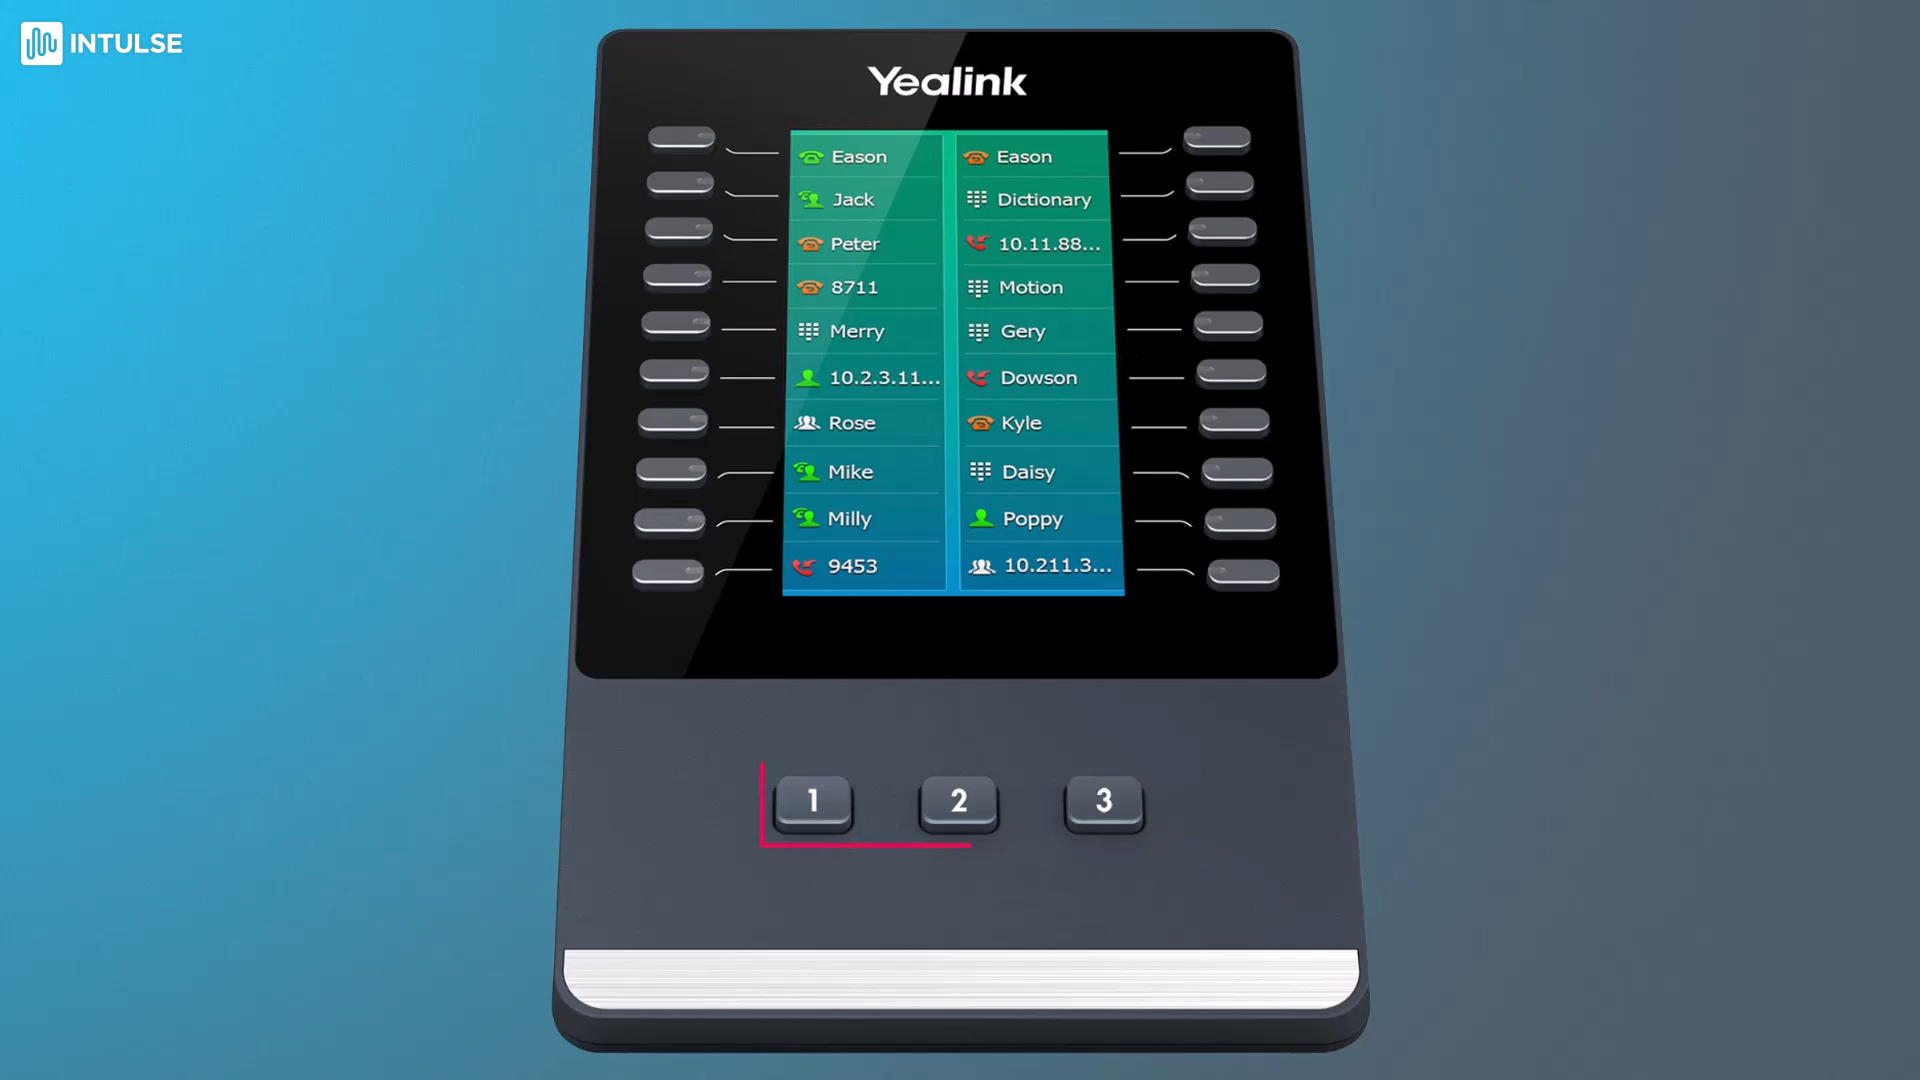 INTULSE
Yealink
Eason
Jack
Peter
8711
Merry
10.2.3.11...
Rose
Mike
Milly
9453
Eason
Dictionary
10.11.88...
Motion
Gery
Dowson
Kyle
Daisy
Poppy
10.211.3...
1 2 3